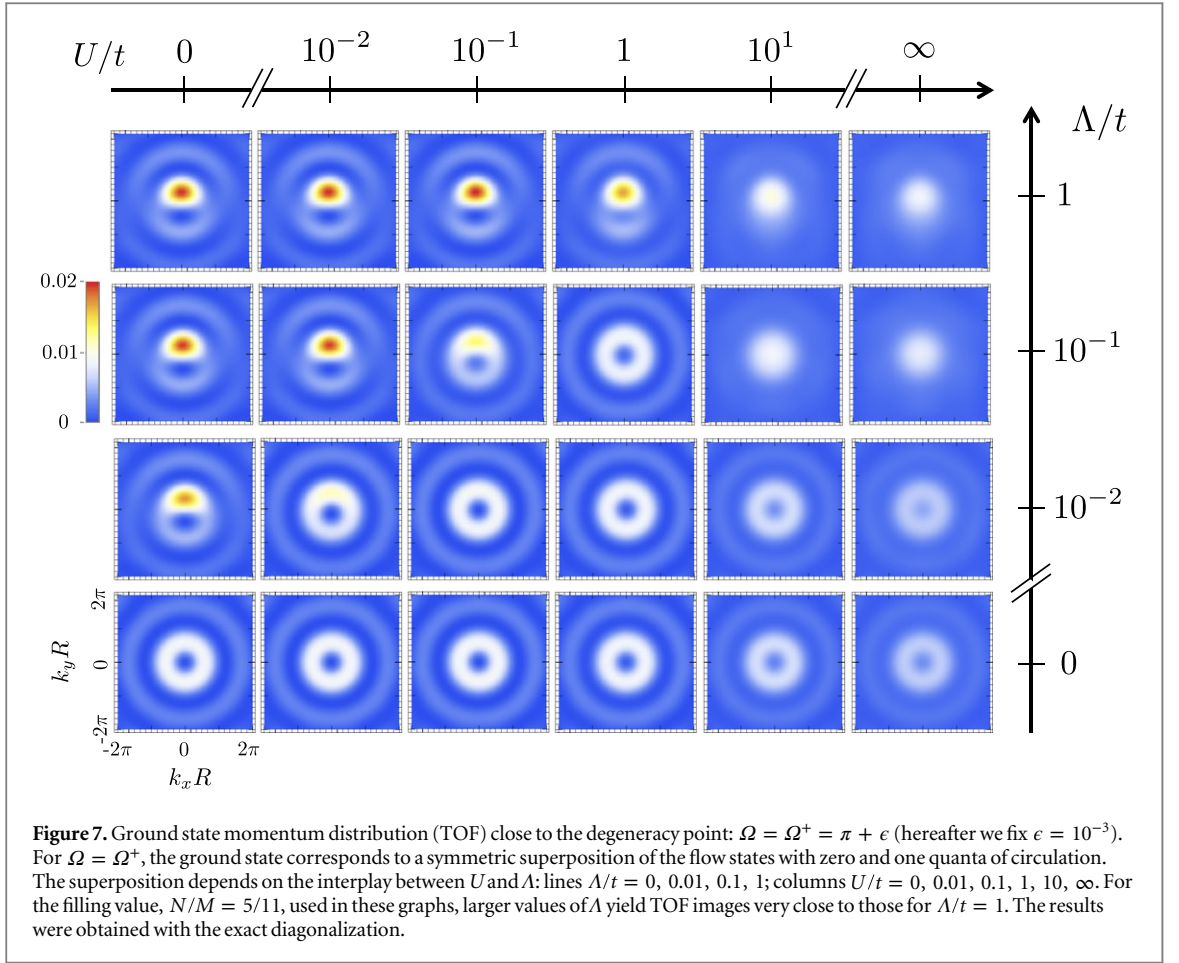 U/t 0 10⁻² 10⁻¹ 1 10¹ ∞
Λ/t
1
0.02
0.01
0
10⁻¹
10⁻²
2π
0
-2π
k_yR
0
-2π 0 2π
k_xR
Figure 7. Ground state momentum distribution (TOF) close to the degeneracy point: Ω = Ω⁺ = π + ϵ (hereafter we fix ϵ = 10⁻³).
For Ω = Ω⁺, the ground state corresponds to a symmetric superposition of the flow states with zero and one quanta of circulation.
The superposition depends on the interplay between U and Λ: lines Λ/t = 0, 0.01, 0.1, 1; columns U/t = 0, 0.01, 0.1, 1, 10, ∞. For
the filling value, N/M = 5/11, used in these graphs, larger values of Λ yield TOF images very close to those for Λ/t = 1. The results
were obtained with the exact diagonalization.